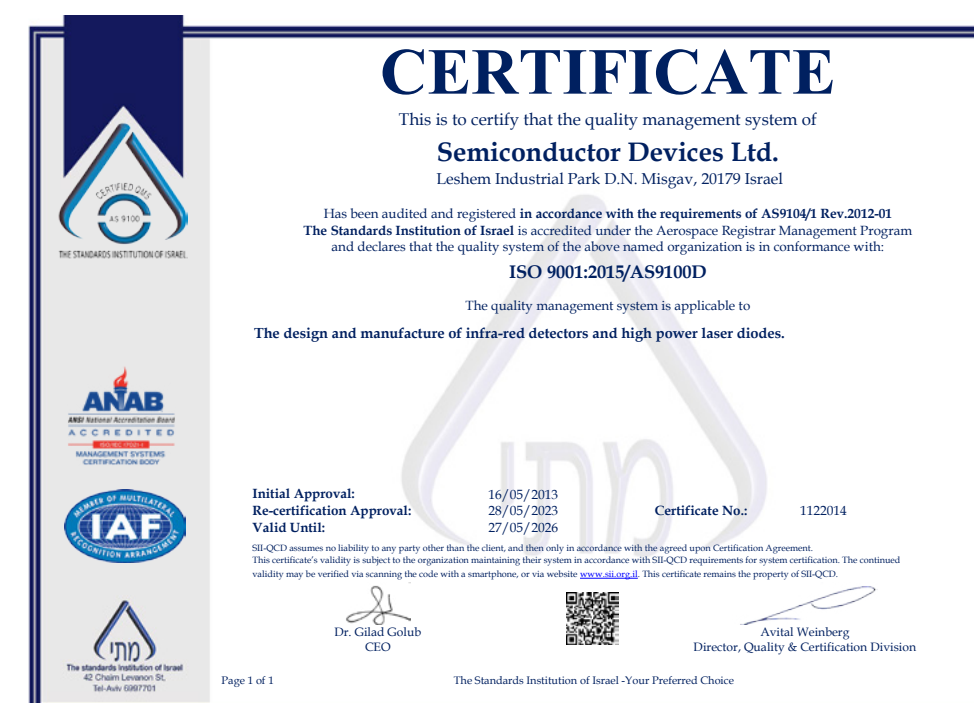 CERTIFICATE
This is to certify that the quality management system of
Semiconductor Devices Ltd.
Leshem Industrial Park D.N. Misgav, 20179 Israel
Has been audited and registered in accordance with the requirements of AS9104/1 Rev.2012-01
The Standards Institution of Israel is accredited under the Aerospace Registrar Management Program
and declares that the quality system of the above named organization is in conformance with:
ISO 9001:2015/AS9100D
The quality management system is applicable to
The design and manufacture of infra-red detectors and high power laser diodes.
מתי
Initial Approval: 16/05/2013
Re-certification Approval: 28/05/2023 Certificate No.: 1122014
Valid Until: 27/05/2026
SII-QCD assumes no liability to any party other than the client, and then only in accordance with the agreed upon Certification Agreement.
This certificate's validity is subject to the organization maintaining their system in accordance with SII-QCD requirements for system certification. The continued
validity may be verified via scanning the code with a smartphone, or via website www.sii.org.il. This certificate remains the property of SII-QCD.
Dr. Gilad Golub
CEO
Avital Weinberg
Director, Quality & Certification Division
Page 1 of 1
The Standards Institution of Israel -Your Preferred Choice
CERTIFIED QMS
AS 9100
THE STANDARDS INSTITUTION OF ISRAEL
ANAB
ANSI National Accreditation Board
ACCREDITED
ISO/IEC 17021-1
MANAGEMENT SYSTEMS
CERTIFICATION BODY
MEMBER OF MULTILATERAL
IAF
RECOGNITION ARRANGEMENT
מתי
The standards Institution of Israel
42 Chaim Levanon St.
Tel-Aviv 6997701